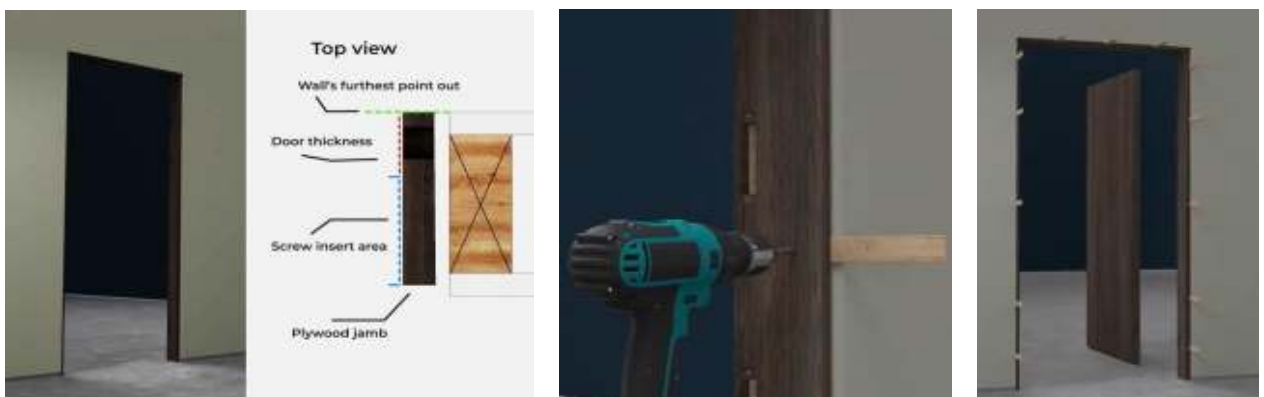 Top view
Wall's furthest point out
Door thickness
Screw insert area
Plywood jamb